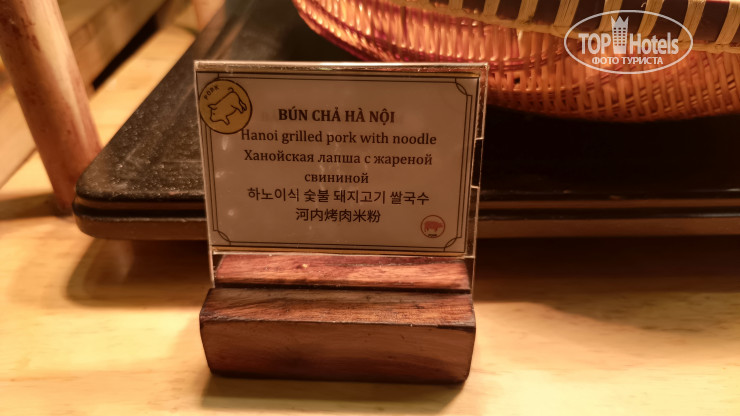 TOP Hotels
ФОТО ТУРИСТА
PORK
BÚN CHẢ HÀ NỘI
Hanoi grilled pork with noodle
Ханойская лапша с жареной
свининой
하노이식 숯불 돼지고기 쌀국수
河内烤肉米粉